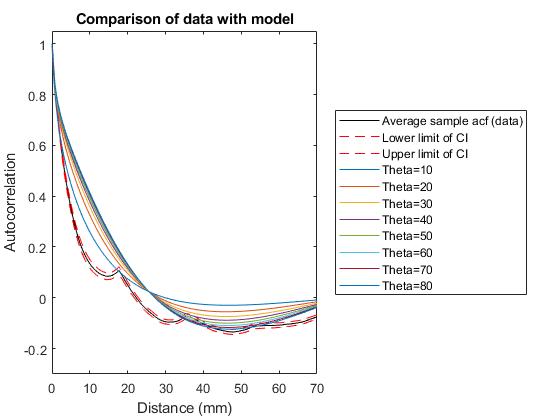 Comparison of data with model
1
0.8
0.6
0.4
0.2
0
-0.2
Autocorrelation
0 10 20 30 40 50 60 70
Distance (mm)
Average sample acf (data)
Lower limit of CI
Upper limit of CI
Theta=10
Theta=20
Theta=30
Theta=40
Theta=50
Theta=60
Theta=70
Theta=80